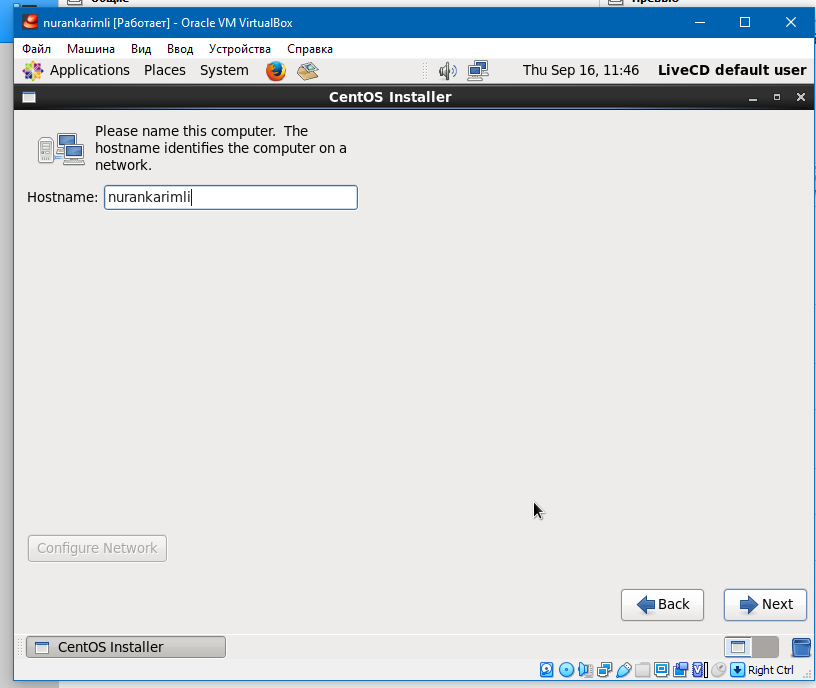 Общие
Превью
nurankarimli [Работает] - Oracle VM VirtualBox
Файл Машина Вид Ввод Устройства Справка
Applications Places System Thu Sep 16, 11:46 LiveCD default user
CentOS Installer
Please name this computer. The
hostname identifies the computer on a
network.
Hostname: nurankarimli
Configure Network
Back Next
CentOS Installer
Right Ctrl